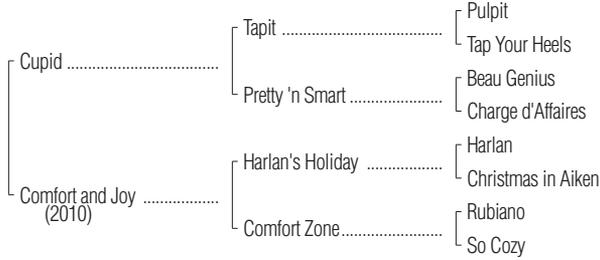 Pulpit
Tapit ..........................................
Tap Your Heels
Cupid .......................................
Beau Genius
Pretty 'n Smart ........................
Charge d'Affaires
Harlan
Harlan's Holiday ...................
Christmas in Aiken
Comfort and Joy ...................
(2010)
Rubiano
Comfort Zone..........................
So Cozy